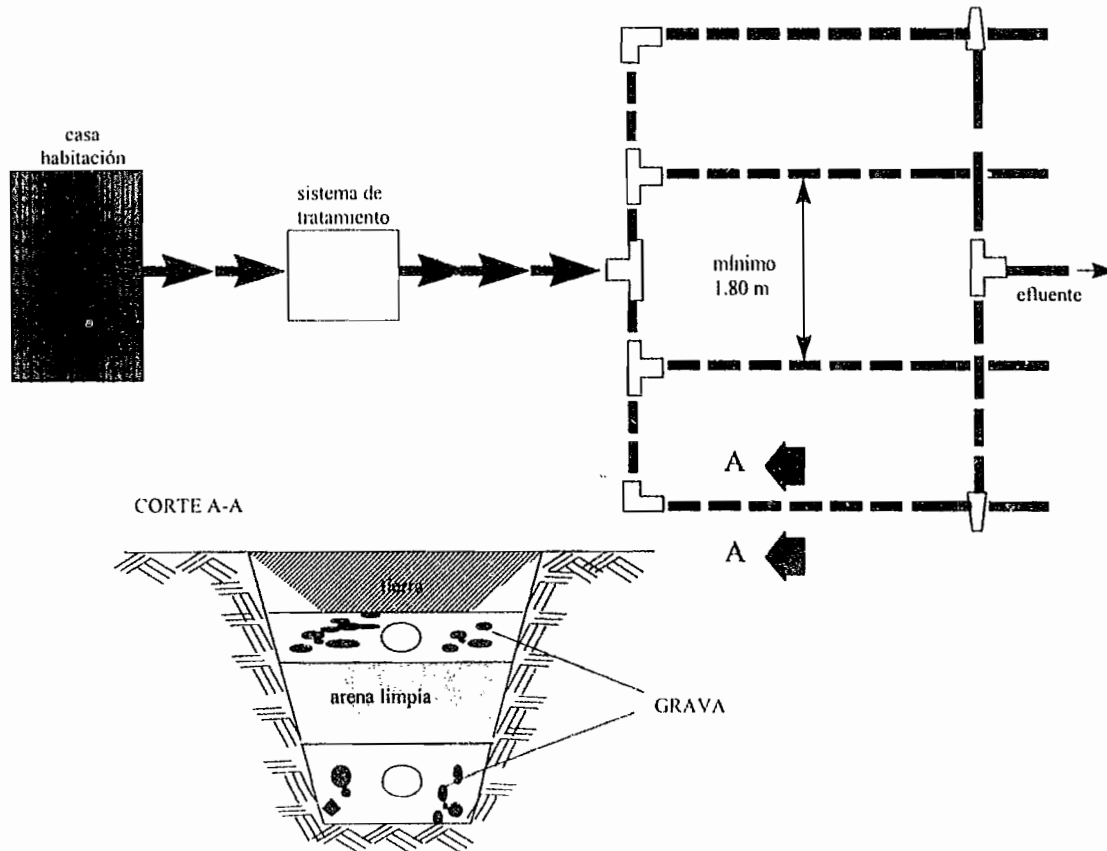 casa
habitación
sistema de
tratamiento
mínimo
1.80 m
efluente
A
A
CORTE A-A
tierra
arena limpia
GRAVA